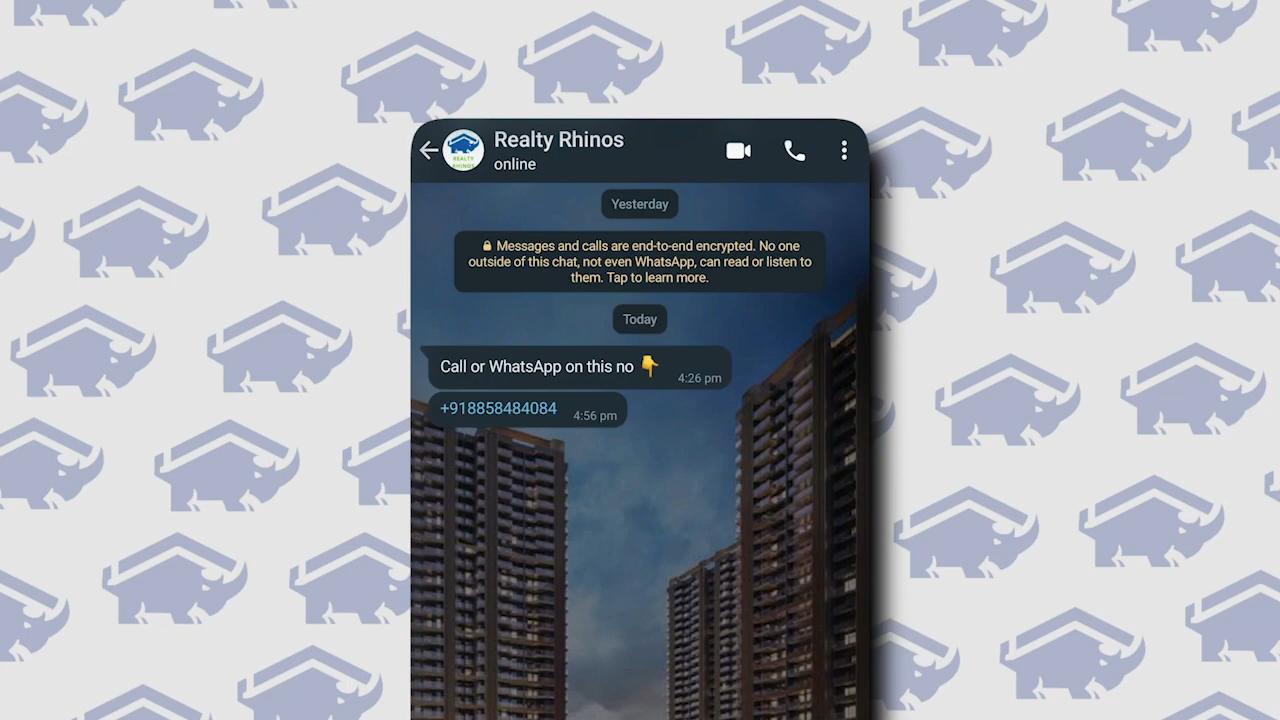 Realty Rhinos
online
REALTY
RHINOS
Yesterday
🔒 Messages and calls are end-to-end encrypted. No one
outside of this chat, not even WhatsApp, can read or listen to
them. Tap to learn more.
Today
Call or WhatsApp on this no 👇
4:26 pm
+918858484084
4:56 pm